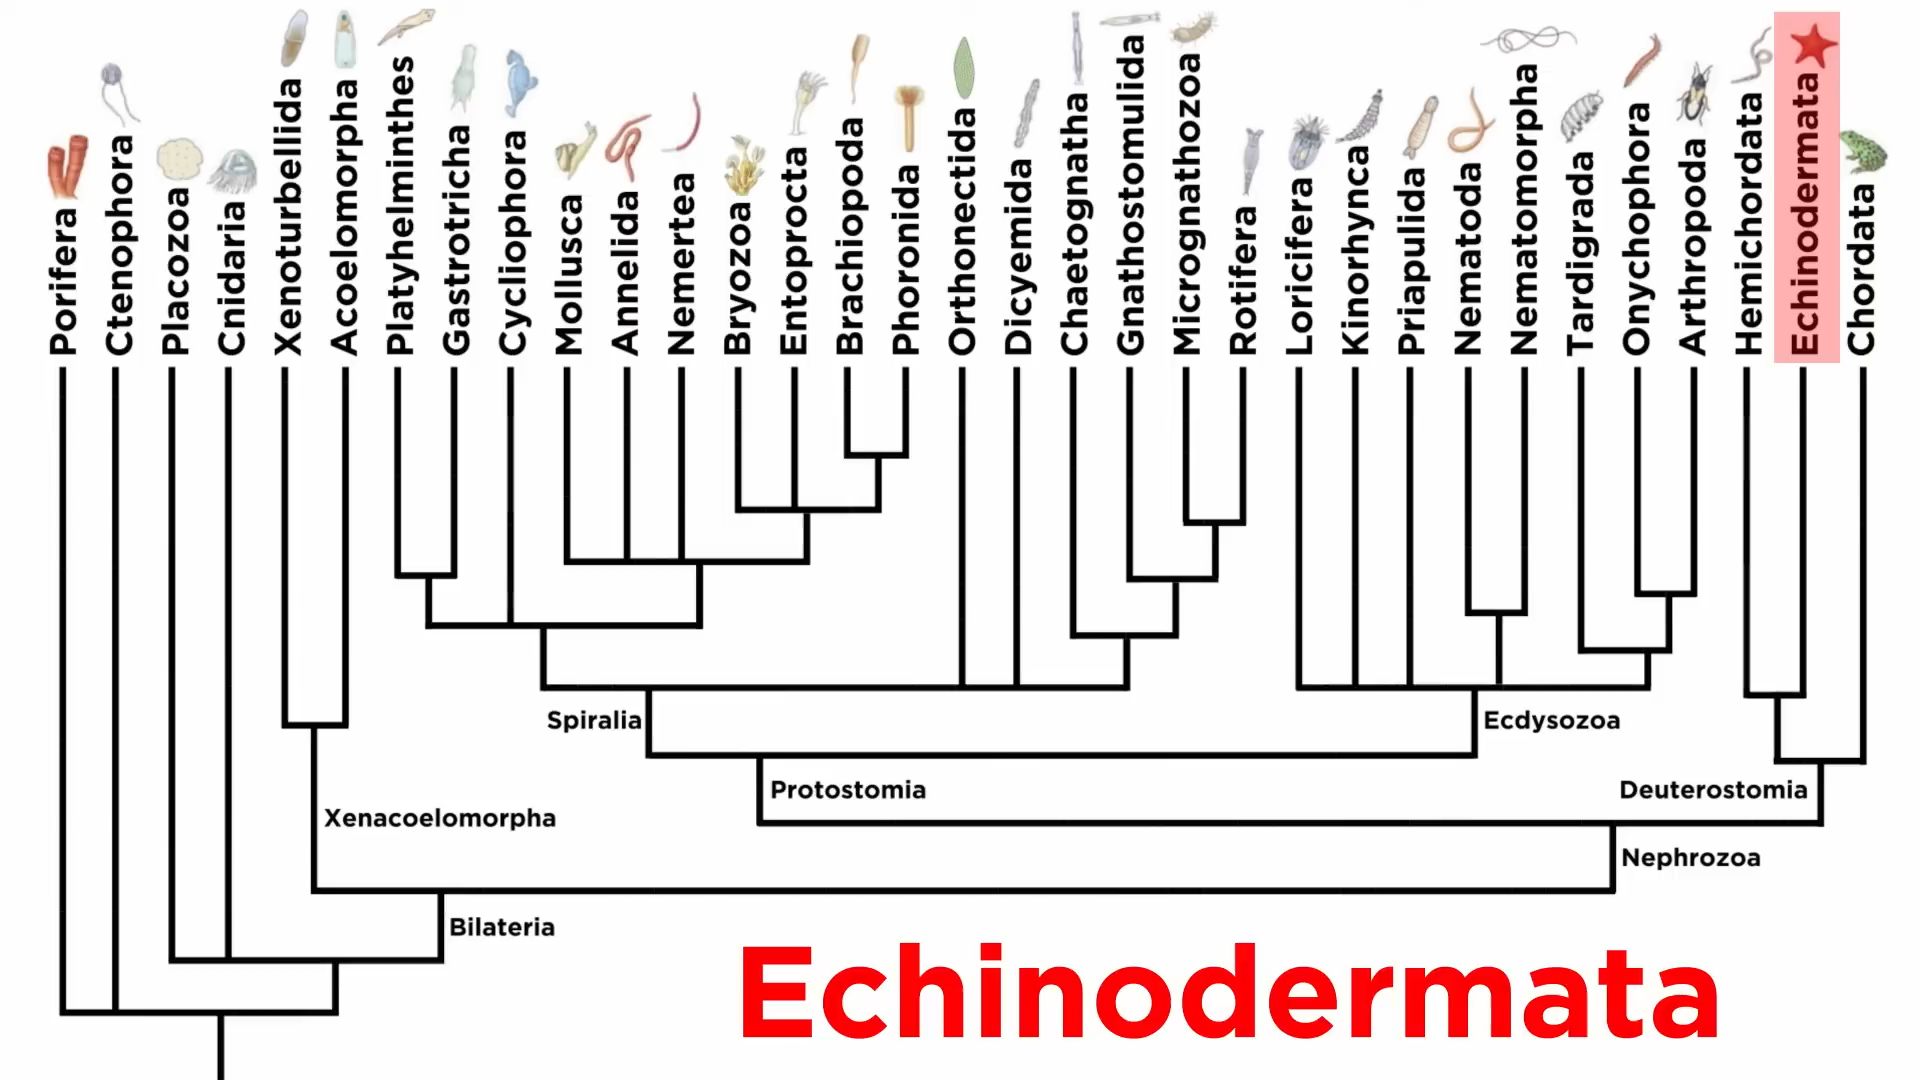 Porifera
Ctenophora
Placozoa
Cnidaria
Xenoturbellida
Acoelomorpha
Platyhelminthes
Gastrotricha
Cycliophora
Mollusca
Annelida
Nemertea
Bryozoa
Entoprocta
Brachiopoda
Phoronida
Orthonectida
Dicyemida
Chaetognatha
Gnathostomulida
Micrognathozoa
Rotifera
Loricifera
Kinorhynca
Priapulida
Nematoda
Nematomorpha
Tardigrada
Onychophora
Arthropoda
Hemichordata
Echinodermata
Chordata
Spiralia
Ecdysozoa
Protostomia
Deuterostomia
Xenacoelomorpha
Nephrozoa
Bilateria
Echinodermata